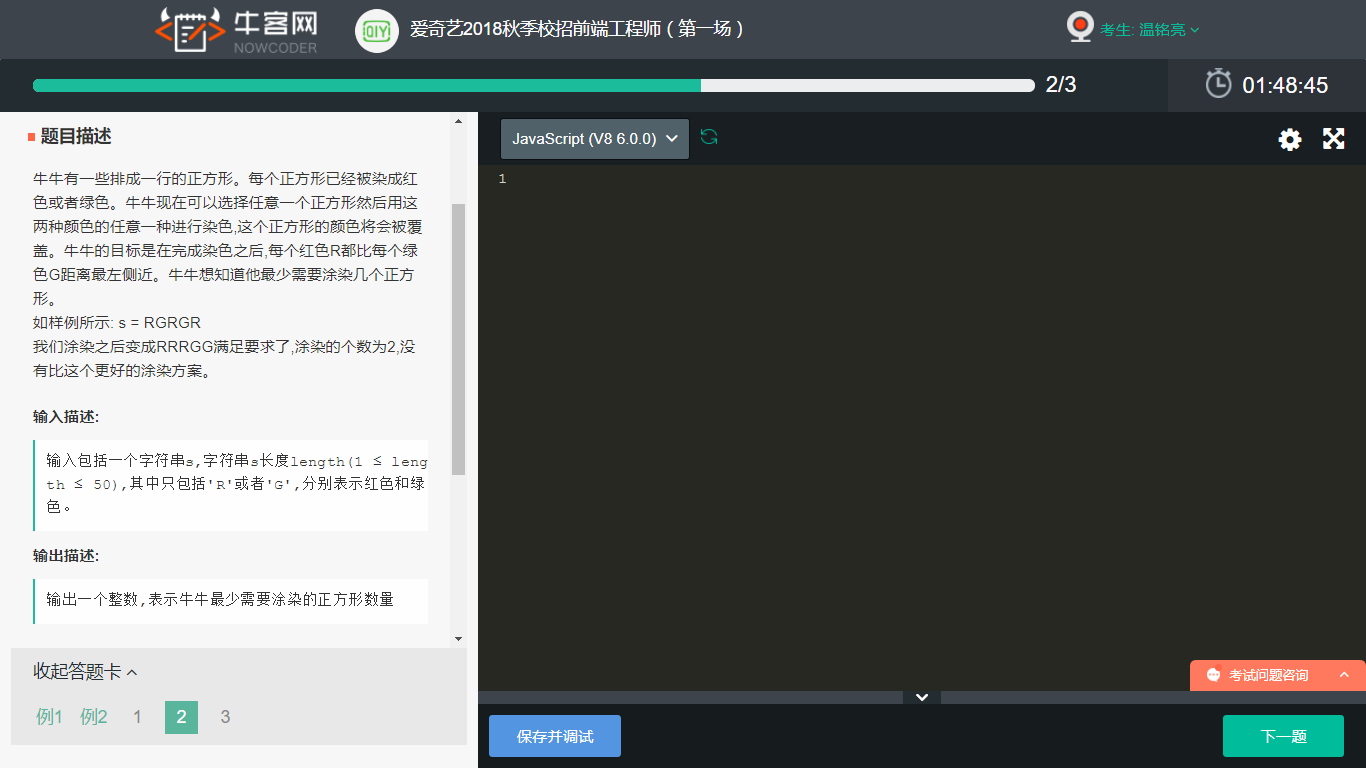 牛客网
NOWCODER
QIY
爱奇艺2018秋季校招前端工程师（第一场）
考生: 温铭亮
2/3
01:48:45
题目描述
牛牛有一些排成一行的正方形。每个正方形已经被染成红
色或者绿色。牛牛现在可以选择任意一个正方形然后用这
两种颜色的任意一种进行染色,这个正方形的颜色将会被覆
盖。牛牛的目标是在完成染色之后,每个红色R都比每个绿
色G距离最左侧近。牛牛想知道他最少需要涂染几个正方
形。
如样例所示: s = RGRGR
我们涂染之后变成RRRGG满足要求了,涂染的个数为2,没
有比这个更好的涂染方案。
输入描述:
输入包括一个字符串s,字符串s长度length(1 ≤ leng
th ≤ 50),其中只包括'R'或者'G',分别表示红色和绿
色。
输出描述:
输出一个整数,表示牛牛最少需要涂染的正方形数量
收起答题卡
例1 例2 1 2 3
JavaScript (V8 6.0.0)
1
考试问题咨询
保存并调试
下一题